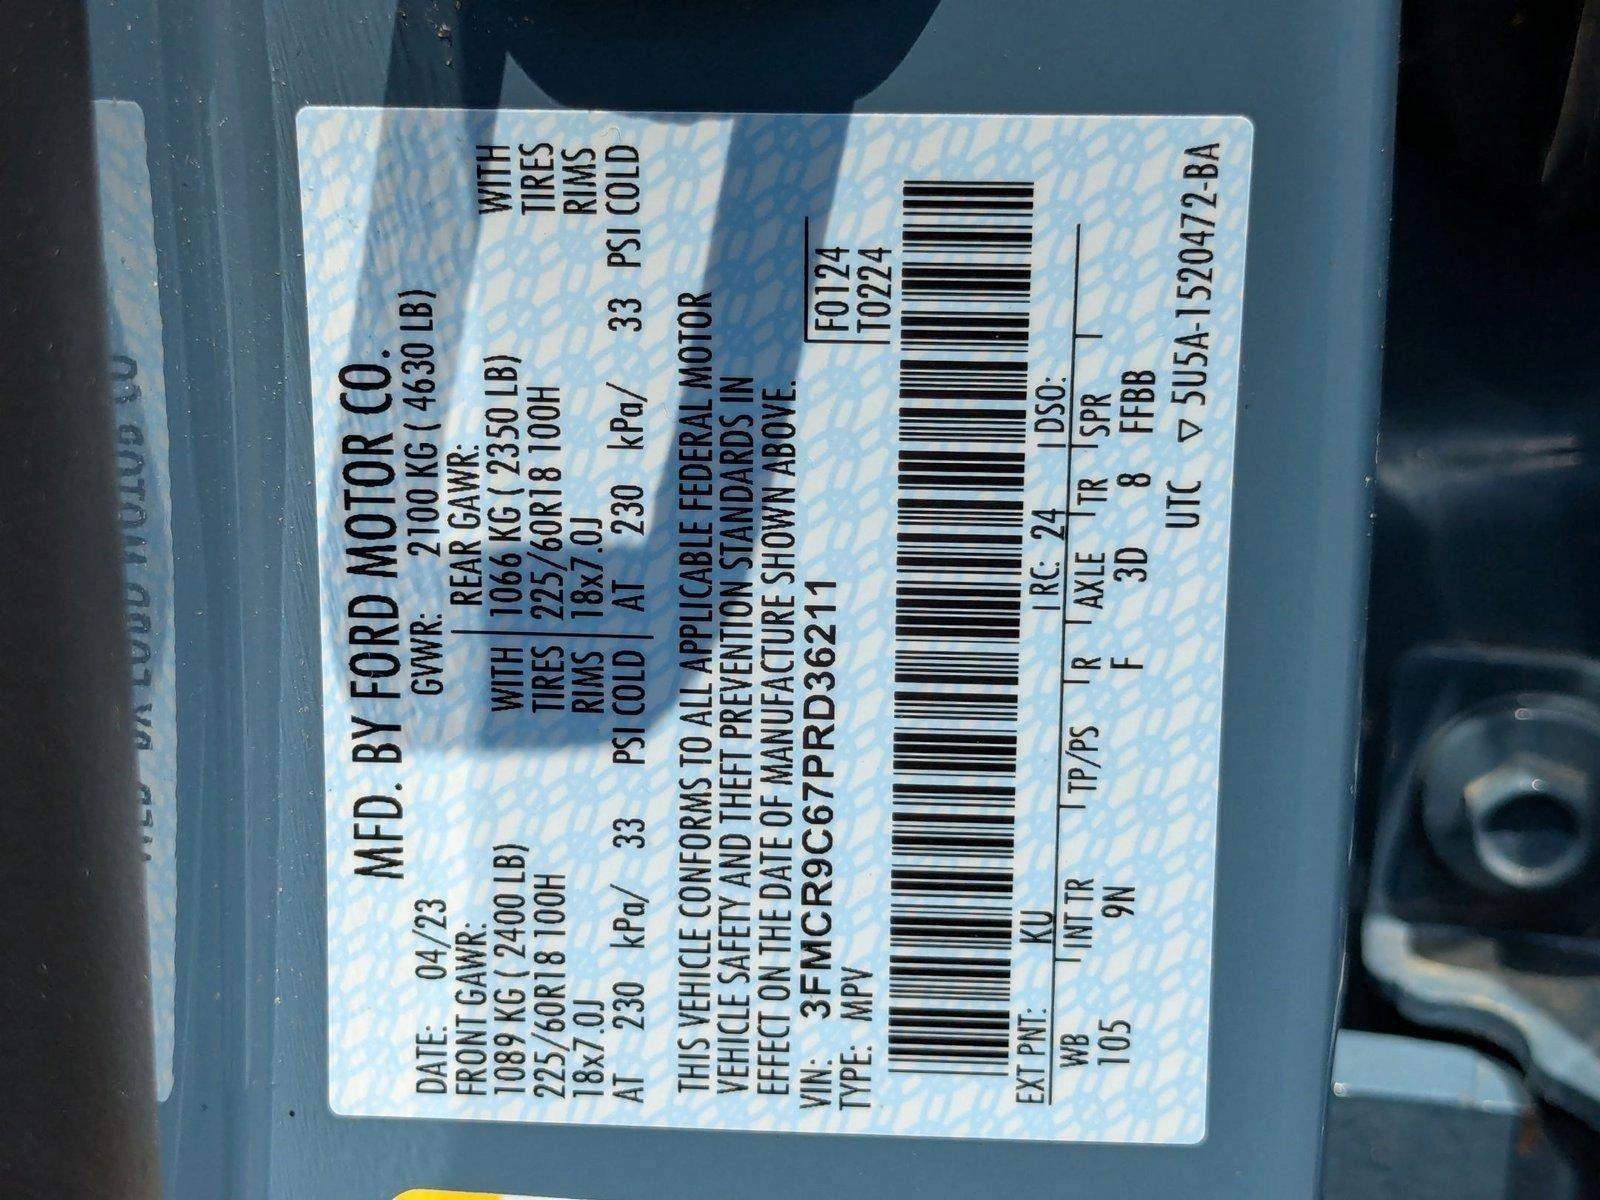 MFD. BY FORD MOTOR CO.
DATE: 04/23 GVWR: 2100 KG ( 4630 LB)
FRONT GAWR: REAR GAWR:
1089 KG ( 2400 LB) WITH 1066 KG ( 2350 LB) WITH
225/60R18 100H TIRES 225/60R18 100H TIRES
18x7.0J RIMS 18x7.0J RIMS
AT 230 kPa/ 33 PSI COLD AT 230 kPa/ 33 PSI COLD
THIS VEHICLE CONFORMS TO ALL APPLICABLE FEDERAL MOTOR
VEHICLE SAFETY AND THEFT PREVENTION STANDARDS IN
EFFECT ON THE DATE OF MANUFACTURE SHOWN ABOVE.
VIN: 3FMCR9C67PRD36211 F0124
TYPE: MPV T0224
EXT PNT: KU RC: 24 DSO:
WB INT TR TP/PS R AXLE TR SPR
105 9N F 3D 8 FFBB
UTC ▽ 5U5A-1520472-BA